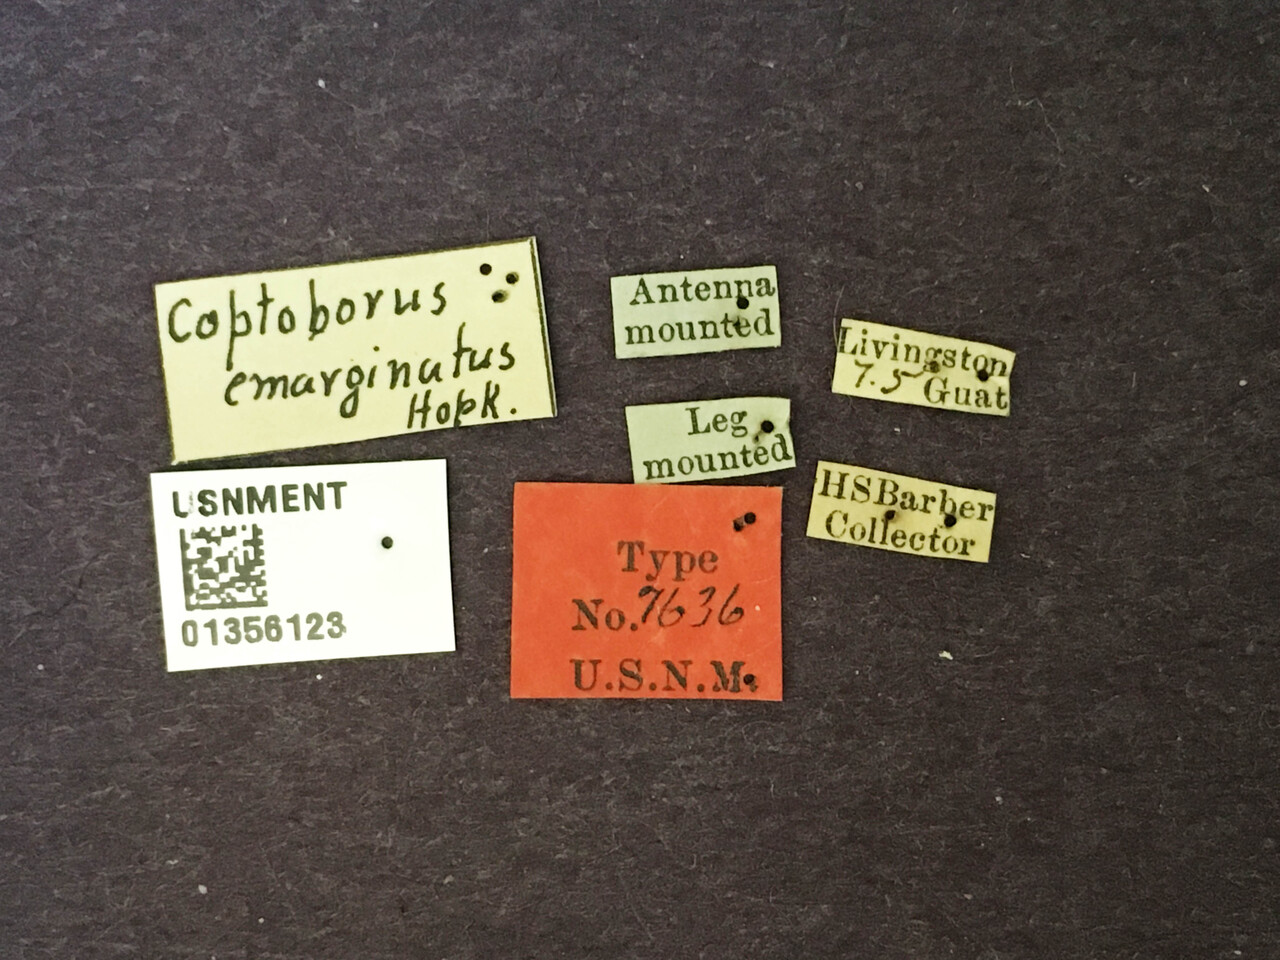 Coptoborus
emarginatus
Hopk.
Antenna
mounted
Livingston
7.5 Guat
Leg
mounted
HSBarber
Collector
USNMENT
01356123
Type
No. 7636
U.S.N.M.